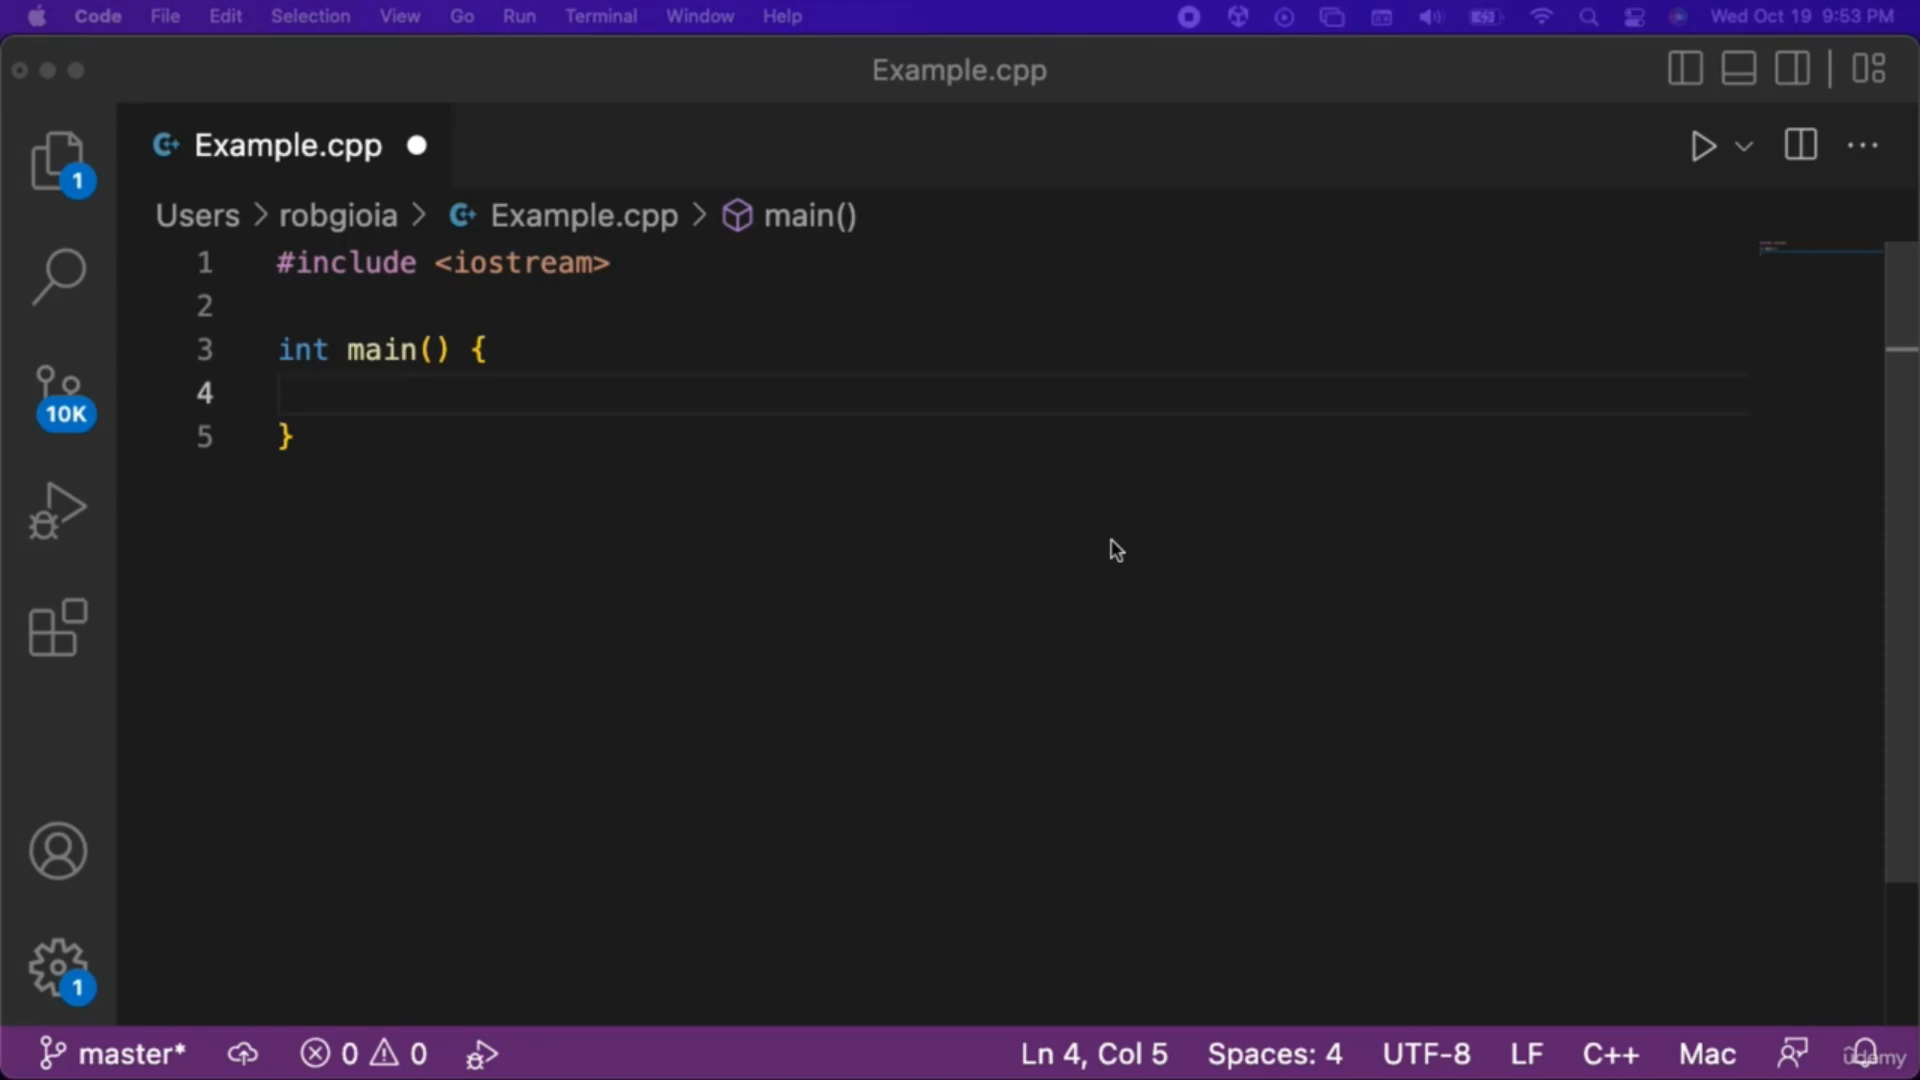 Code File Edit Selection View Go Run Terminal Window Help Wed Oct 19 9:53 PM
Example.cpp
Example.cpp
1
Users > robgioia > Example.cpp > main()
1 #include <iostream>
2
3 int main() {
4
5 }
10K
1
master* 0 0 Ln 4, Col 5 Spaces: 4 UTF-8 LF C++ Mac
udemy